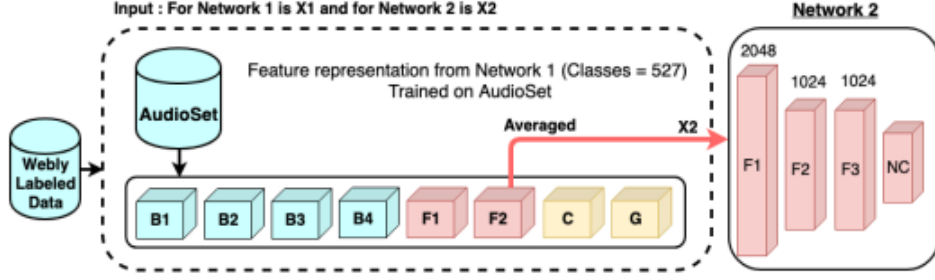 Input : For Network 1 is X1 and for Network 2 is X2
Network 2
2048
Feature representation from Network 1 (Classes = 527)
Trained on AudioSet
1024 1024
AudioSet
Averaged X2
Webly
Labeled
Data
F1 F2 F3 NC
B1 B2 B3 B4 F1 F2 C G